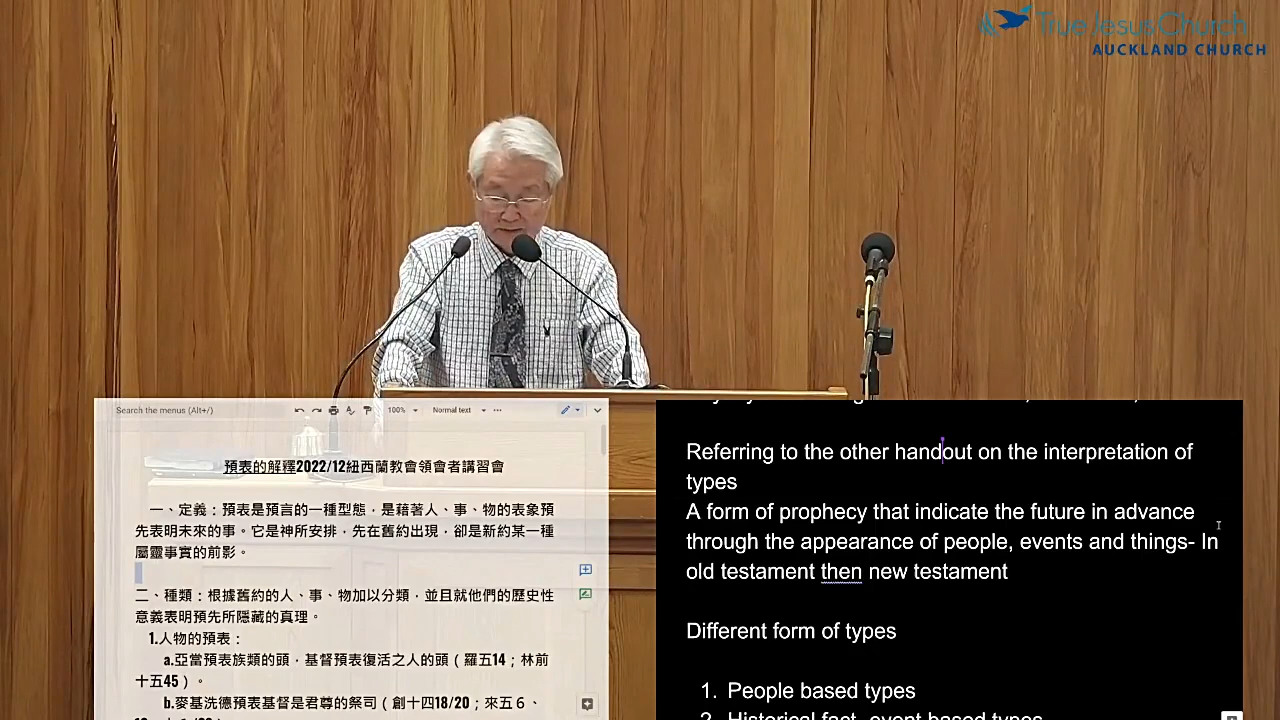 True Jesus Church
AUCKLAND CHURCH
Search the menus (Alt+/)
100%
Normal text
預表的解釋2022/12紐西蘭教會領會者講習會
一、定義：預表是預言的一種型態，是藉著人、事、物的表象預
先表明未來的事。它是神所安排，先在舊約出現，卻是新約某一種
屬靈事實的前影。
二、種類：根據舊約的人、事、物加以分類，並且就他們的歷史性
意義表明預先所隱藏的真理。
1.人物的預表：
a.亞當預表族類的頭，基督預表復活之人的頭（羅五14；林前
十五45）。
b.麥基洗德預表基督是君尊的祭司（創十四18/20；來五６、
Referring to the other handout on the interpretation of
types
A form of prophecy that indicate the future in advance
through the appearance of people, events and things- In
old testament then new testament
Different form of types
1. People based types
2. Historical fact, event based types